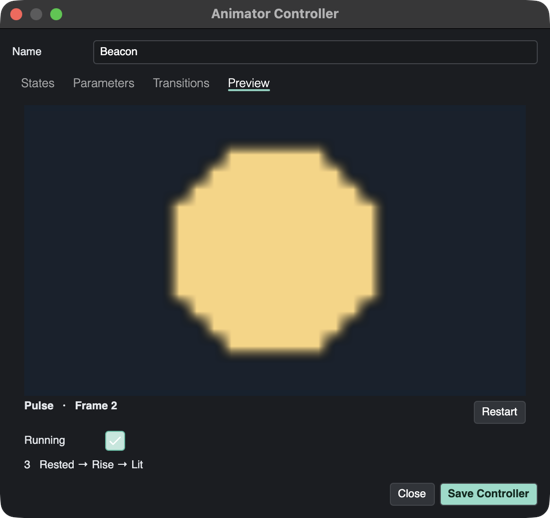 Animator Controller
Name Beacon
States Parameters Transitions Preview
Pulse · Frame 2
Restart
Running
3 Rested → Rise → Lit
Close Save Controller